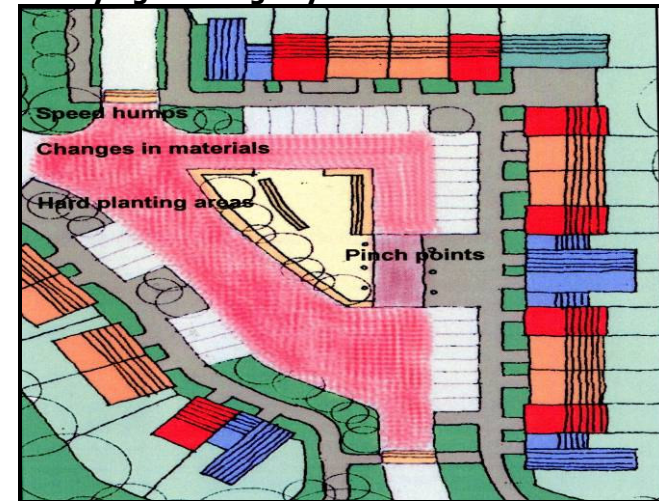 Speed humps
Changes in materials
Hard planting areas
Pinch points